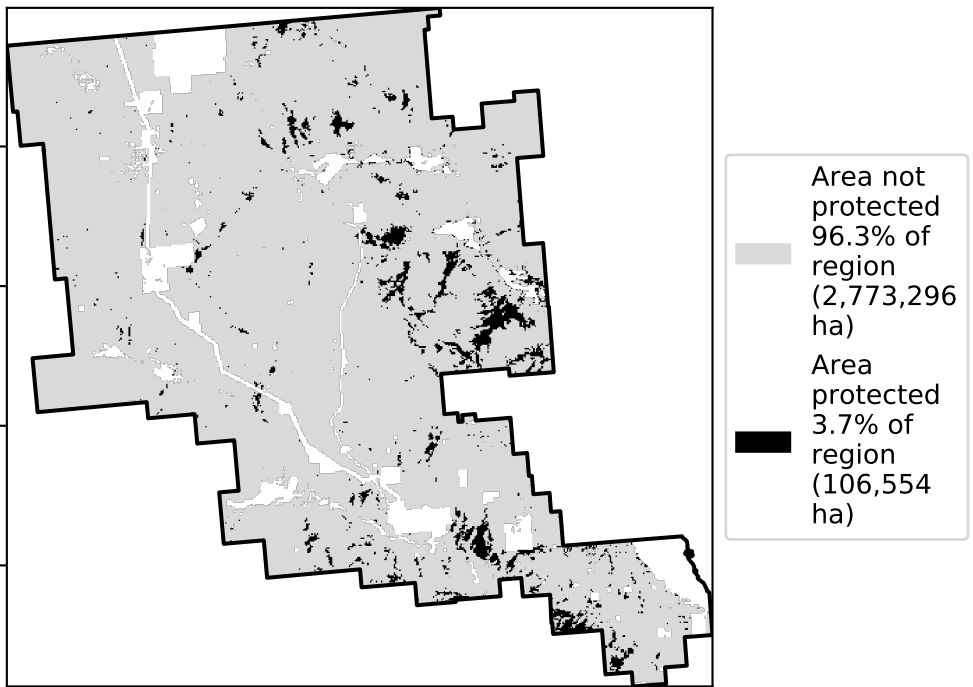 Area not
protected
96.3% of
region
(2,773,296
ha)
Area
protected
3.7% of
region
(106,554
ha)